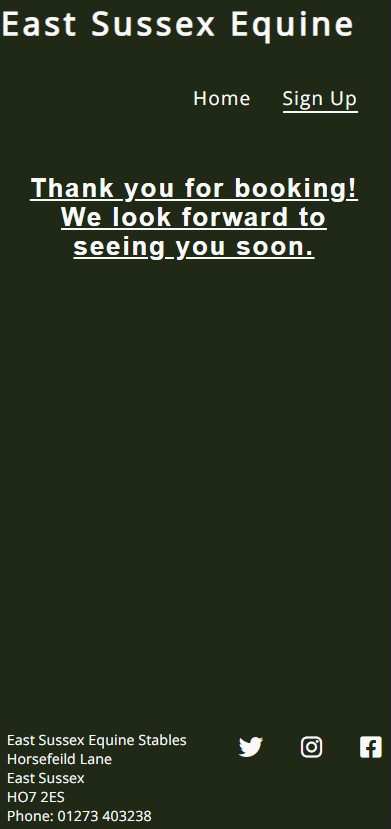 East Sussex Equine
Home Sign Up
Thank you for booking!
We look forward to
seeing you soon.
East Sussex Equine Stables
Horsefeild Lane
East Sussex
HO7 2ES
Phone: 01273 403238